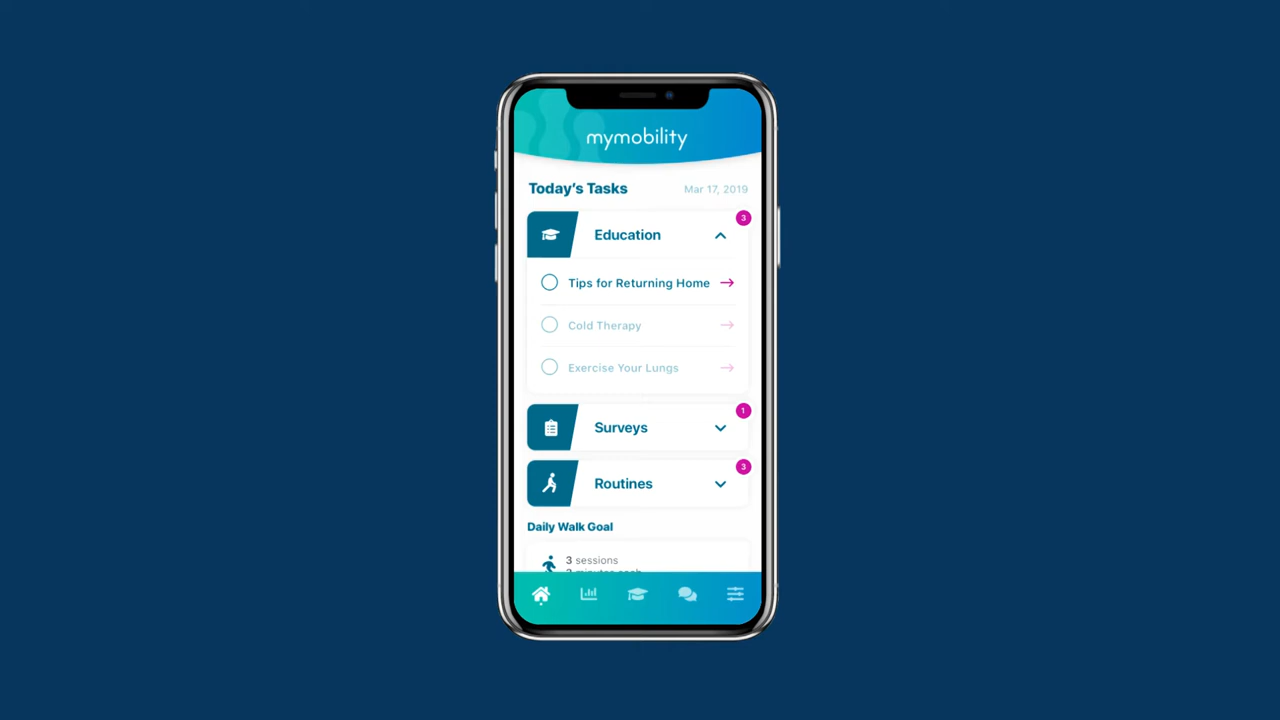 mymobility
Today's Tasks
Mar 17, 2019
3
Education
Tips for Returning Home
Cold Therapy
Exercise Your Lungs
1
Surveys
3
Routines
Daily Walk Goal
3 sessions